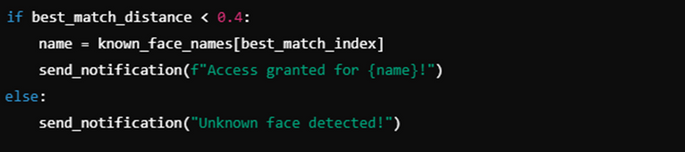 if best_match_distance < 0.4:
    name = known_face_names[best_match_index]
    send_notification(f"Access granted for {name}!")
else:
    send_notification("Unknown face detected!")